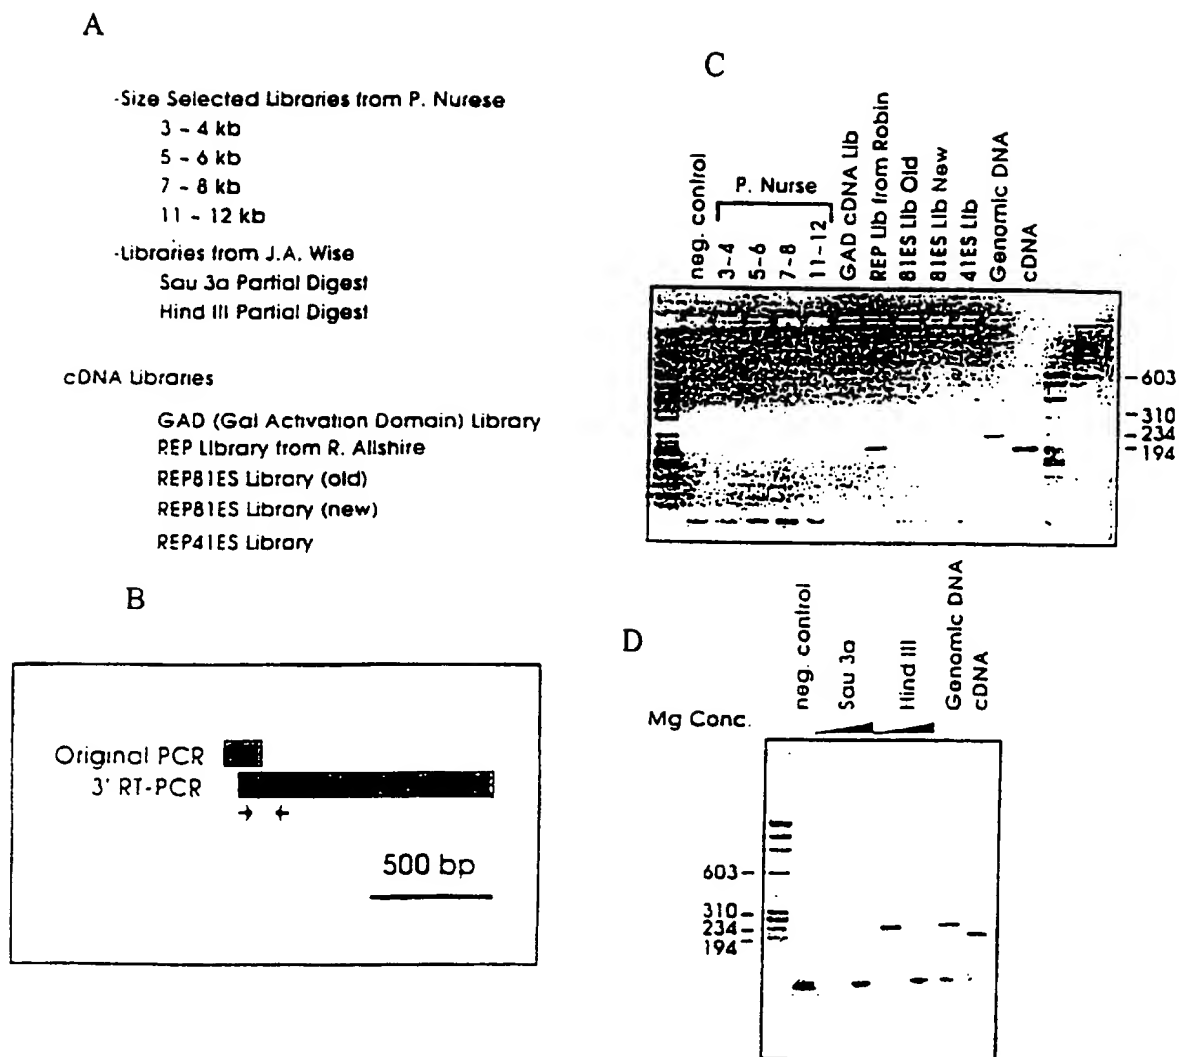 A
-Size Selected Libraries from P. Nurese
3 - 4 kb
5 - 6 kb
7 - 8 kb
11 - 12 kb
-Libraries from J.A. Wise
Sau 3a Partial Digest
Hind III Partial Digest
cDNA Libraries
GAD (Gal Activation Domain) Library
REP Library from R. Allshire
REP81ES Library (old)
REP81ES Library (new)
REP41ES Library
B
Original PCR
3' RT-PCR
500 bp
C
neg. control
P. Nurse
3-4
5-6
7-8
11-12
GAD cDNA Lib
REP Lib from Robin
81ES Lib Old
81ES Lib New
41ES Lib
Genomic DNA
cDNA
603
310
234
194
D
neg. control
Sau 3a
Hind III
Genomic DNA
cDNA
Mg Conc.
603
310
234
194